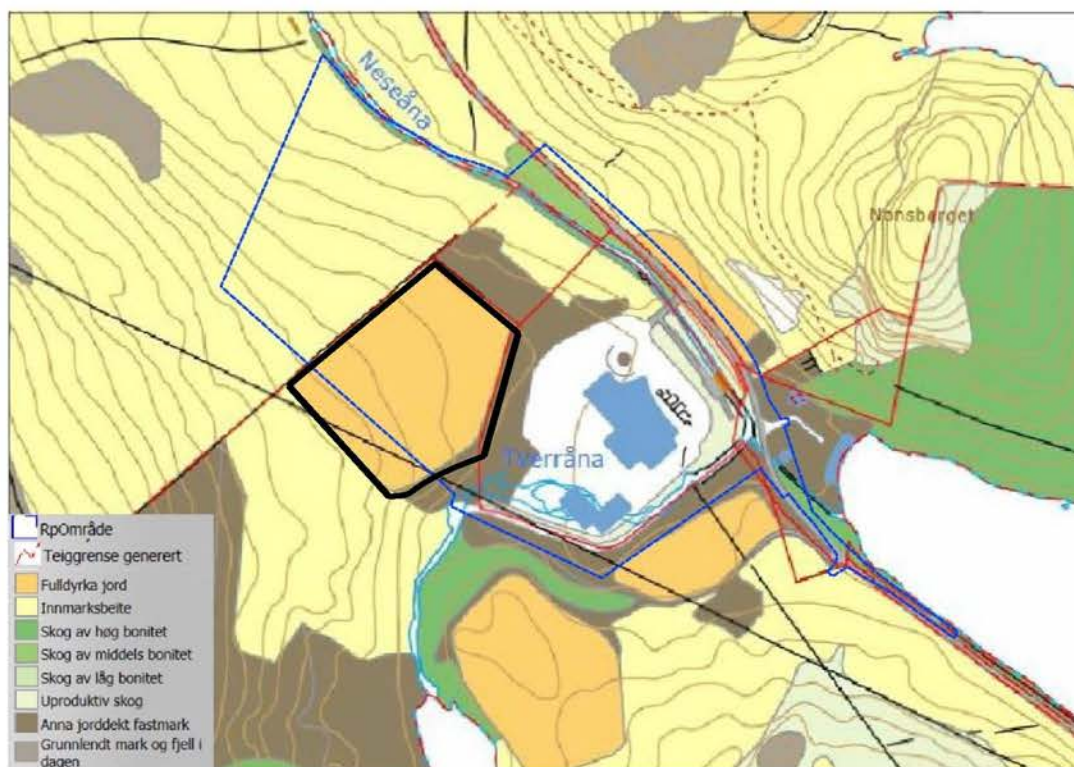 Neseåna
Nonsbarget
Tverråna
RpOmråde
Teiggrense generert
Fulldyrka jord
Innmarksbeite
Skog av høg bonitet
Skog av middels bonitet
Skog av låg bonitet
Uproduktiv skog
Anna jorddekt fastmark
Grunnlendt mark og fjell i
dagen